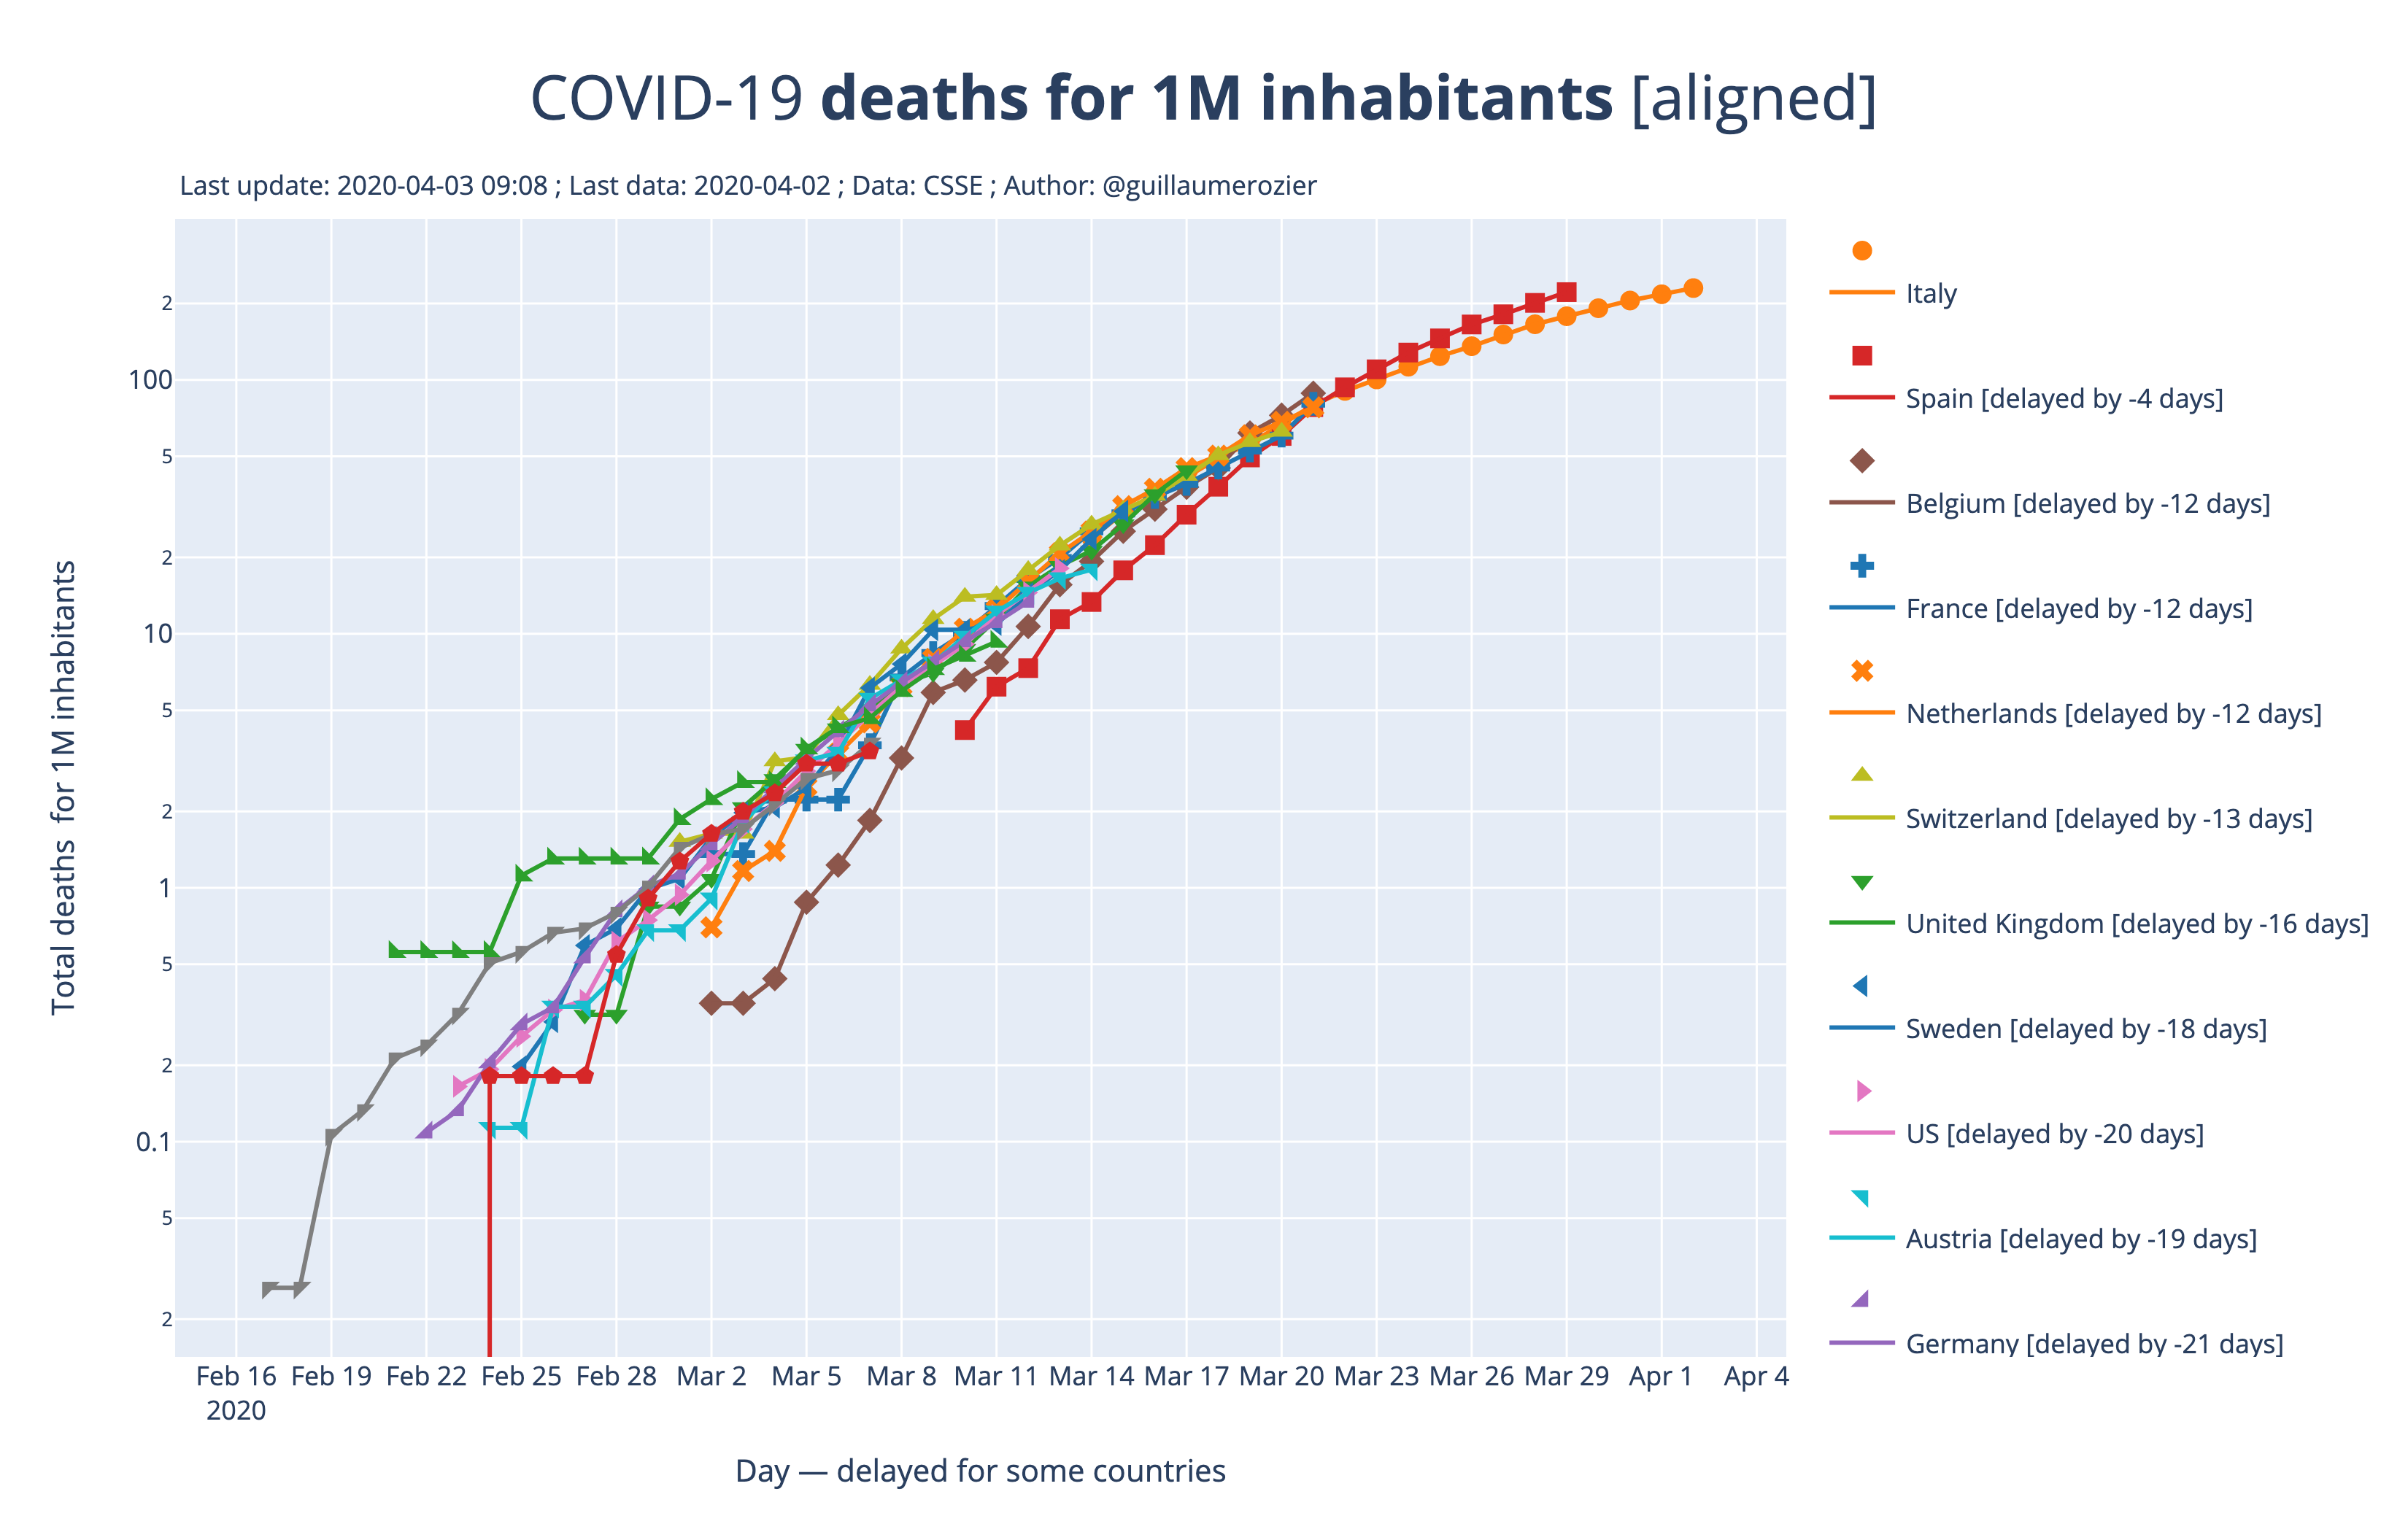 COVID-19 deaths for 1M inhabitants [aligned]
Last update: 2020-04-03 09:08 ; Last data: 2020-04-02 ; Data: CSSE ; Author: @guillaumerozier
Total deaths for 1M inhabitants
2
100
5
2
10
5
2
1
5
2
0.1
5
2
Feb 16 Feb 19 Feb 22 Feb 25 Feb 28 Mar 2 Mar 5 Mar 8 Mar 11 Mar 14 Mar 17 Mar 20 Mar 23 Mar 26 Mar 29 Apr 1 Apr 4
2020
Day — delayed for some countries
Italy
Spain [delayed by -4 days]
Belgium [delayed by -12 days]
France [delayed by -12 days]
Netherlands [delayed by -12 days]
Switzerland [delayed by -13 days]
United Kingdom [delayed by -16 days]
Sweden [delayed by -18 days]
US [delayed by -20 days]
Austria [delayed by -19 days]
Germany [delayed by -21 days]